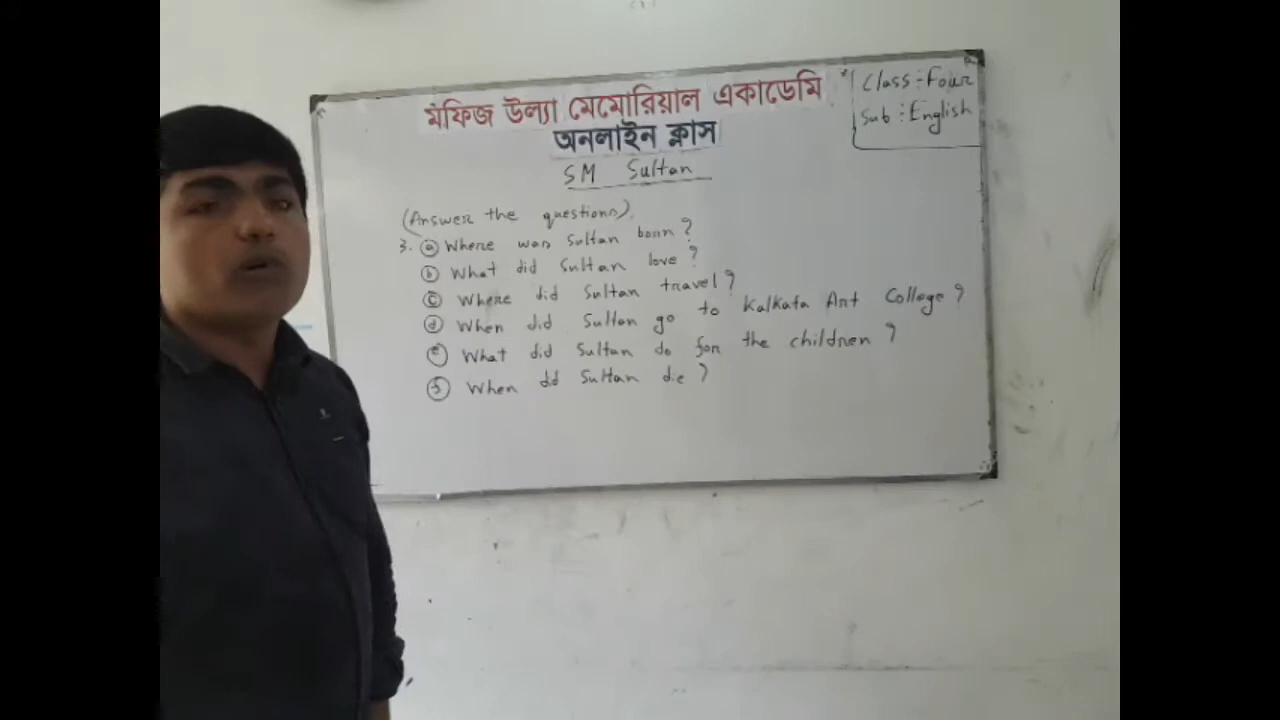 মফিজ উল্যা মেমোরিয়াল একাডেমি
অনলাইন ক্লাস
Class : Four
Sub : English
SM Sultan
(Answer the questions).
3. (a) Where was Sultan born?
(b) What did Sultan love?
(c) Where did Sultan travel?
(d) When did Sultan go to Kalkata Art College?
(e) What did Sultan do for the children?
(f) When did Sultan die?